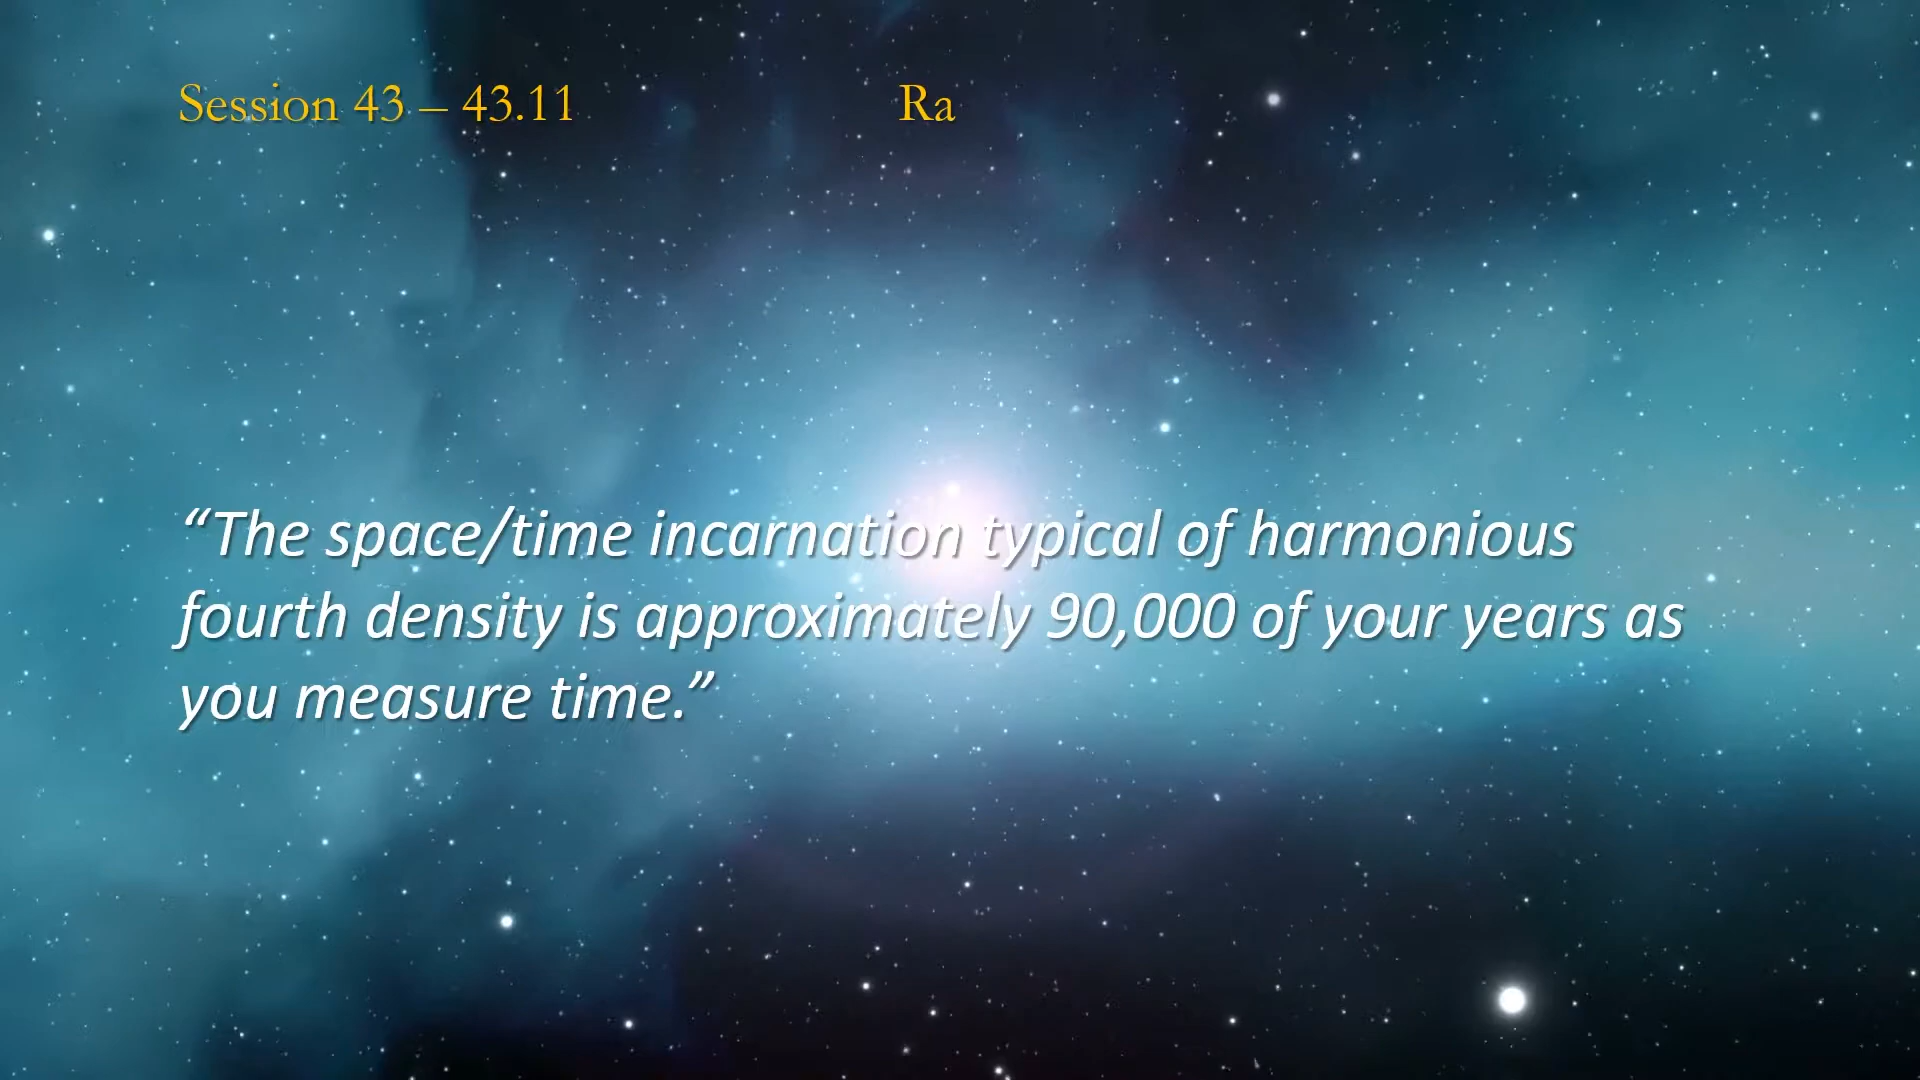 Session 43 – 43.11 Ra
“The space/time incarnation typical of harmonious
fourth density is approximately 90,000 of your years as
you measure time.”